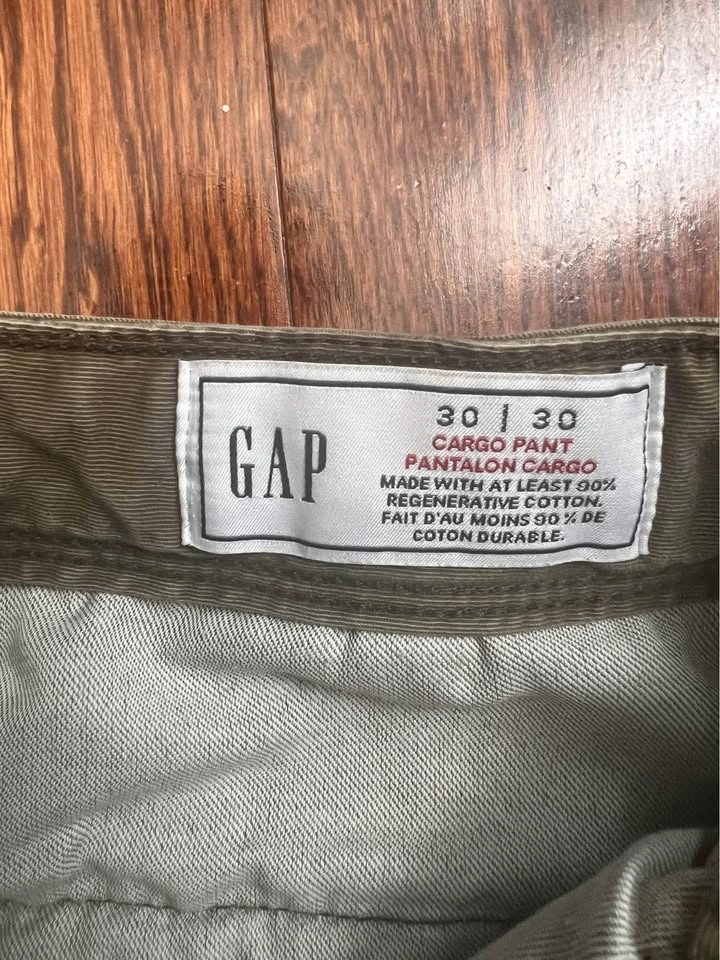 GAP
30 | 30
CARGO PANT
PANTALON CARGO
MADE WITH AT LEAST 90%
REGENERATIVE COTTON.
FAIT D'AU MOINS 90 % DE
COTON DURABLE.